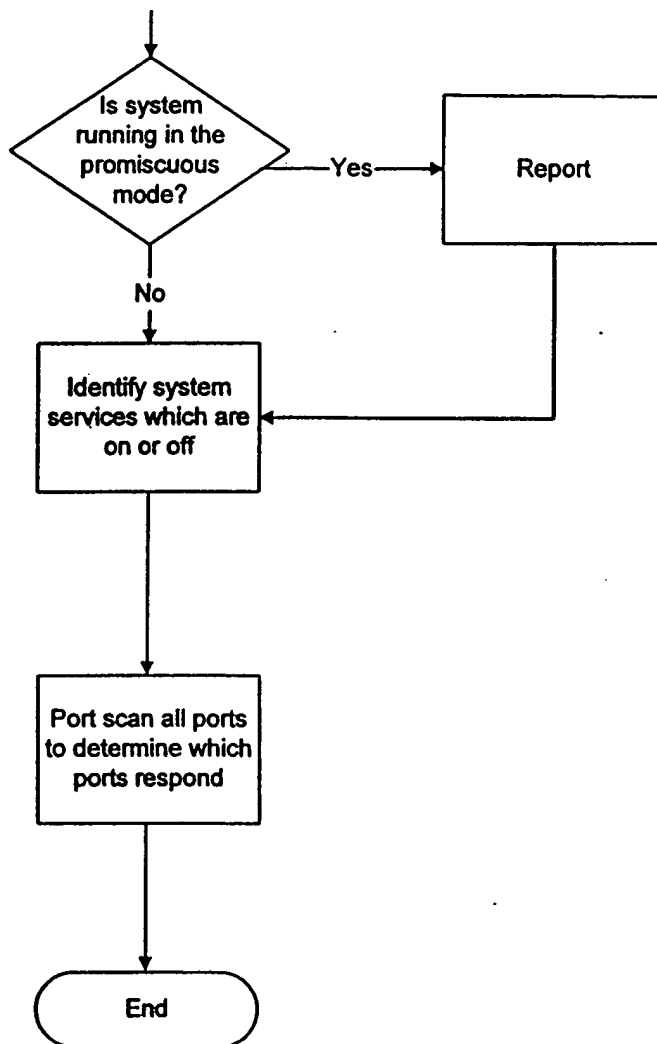 Is system
running in the
promiscuous
mode?
Yes
Report
No
Identify system
services which are
on or off
Port scan all ports
to determine which
ports respond
End